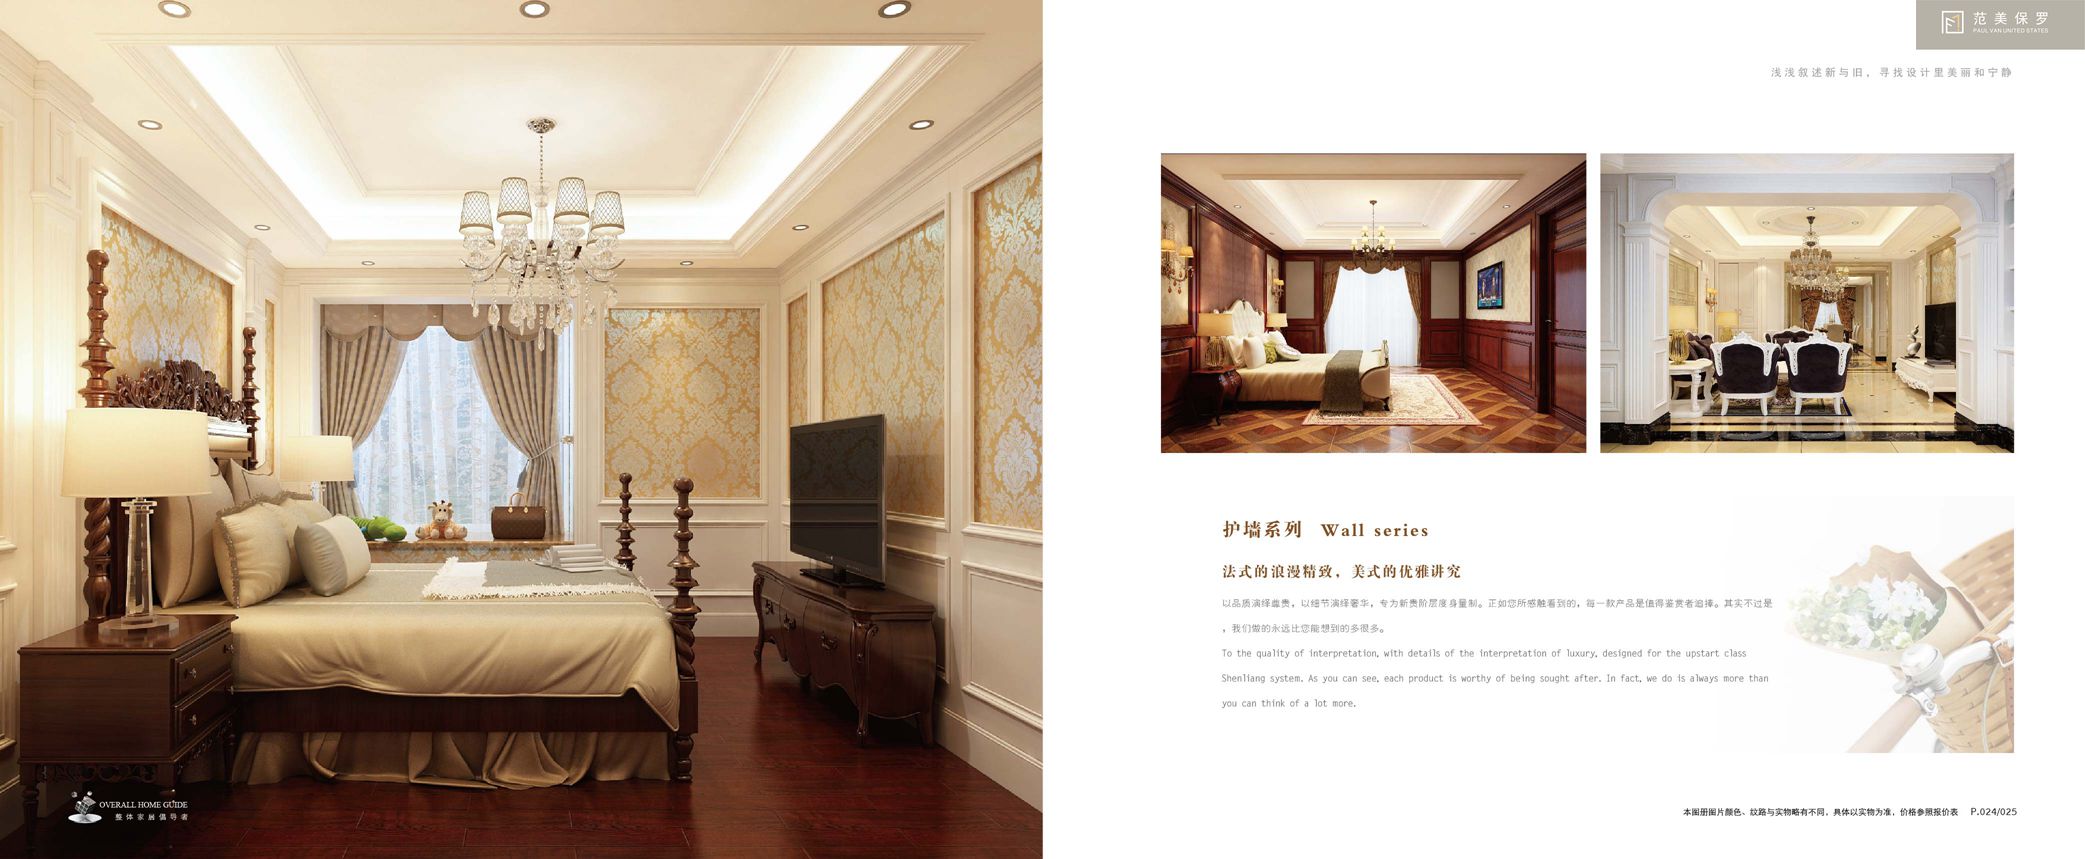 范美保罗
PAUL VAN UNITED STATES
浅浅叙述新与旧，寻找设计里美丽和宁静
护墙系列 Wall series
法式的浪漫精致，美式的优雅讲究
以品质演绎尊贵，以细节演绎奢华，专为新贵阶层度身量制。正如您所感触看到的，每一款产品是值得鉴赏者追捧。其实不过是
，我们做的永远比您能想到的多很多。
To the quality of interpretation, with details of the interpretation of luxury, designed for the upstart class
Shenliang system. As you can see, each product is worthy of being sought after. In fact, we do is always more than
you can think of a lot more.
OVERALL HOME GUIDE
整体家居倡导者
本图册图片颜色、纹路与实物略有不同，具体以实物为准，价格参照报价表 P.024/025